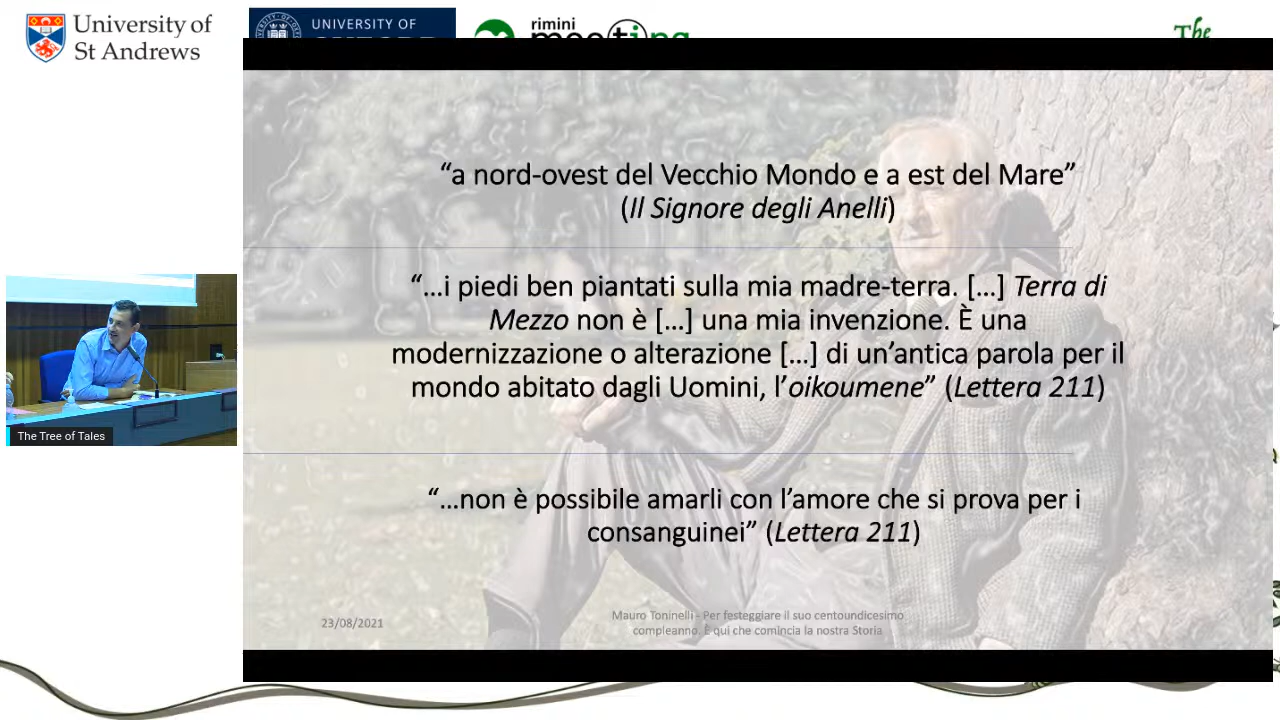 University of
St Andrews
UNIVERSITY OF
rimini
meeting
The
“a nord-ovest del Vecchio Mondo e a est del Mare”
(Il Signore degli Anelli)
“…i piedi ben piantati sulla mia madre-terra. […] Terra di
Mezzo non è […] una mia invenzione. È una
modernizzazione o alterazione […] di un’antica parola per il
mondo abitato dagli Uomini, l’oikoumene” (Lettera 211)
The Tree of Tales
“…non è possibile amarli con l’amore che si prova per i
consanguinei” (Lettera 211)
23/08/2021
Mauro Toninelli - Per festeggiare il suo centoundicesimo
compleanno. È qui che comincia la nostra Storia